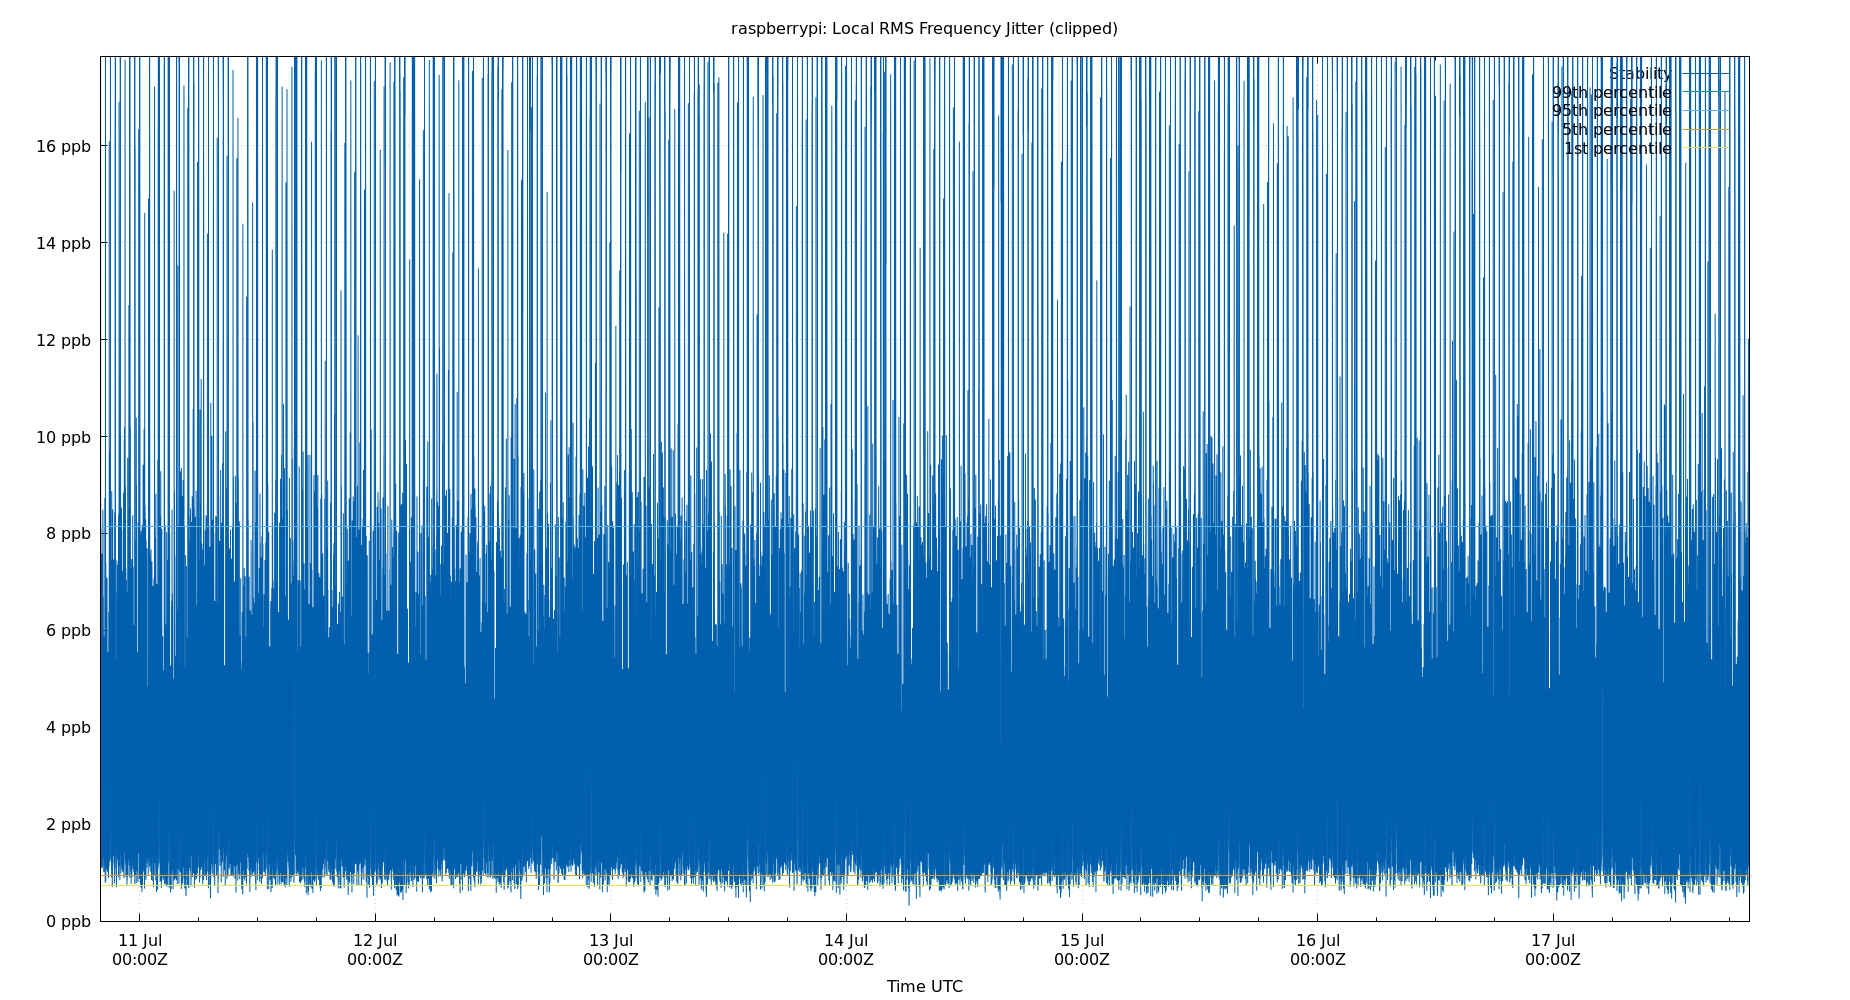 raspberrypi: Local RMS Frequency Jitter (clipped)
Stability
99th percentile
95th percentile
5th percentile
1st percentile
16 ppb
14 ppb
12 ppb
10 ppb
8 ppb
6 ppb
4 ppb
2 ppb
0 ppb
11 Jul 12 Jul 13 Jul 14 Jul 15 Jul 16 Jul 17 Jul
00:00Z 00:00Z 00:00Z 00:00Z 00:00Z 00:00Z 00:00Z
Time UTC